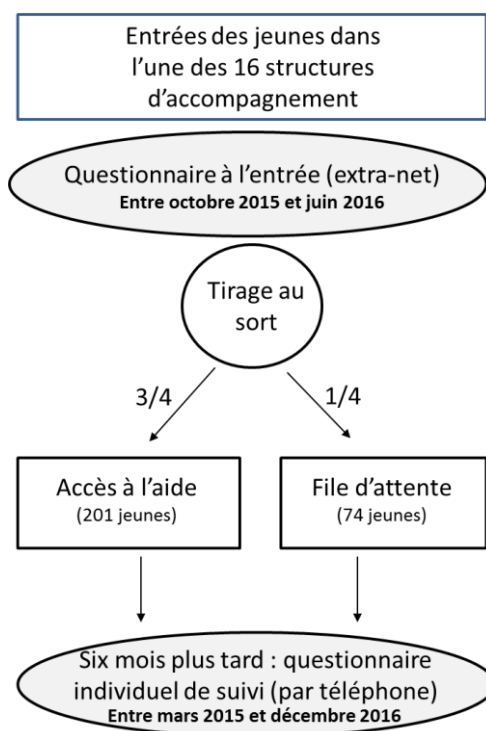 Entrées des jeunes dans
l'une des 16 structures
d'accompagnement
Questionnaire à l'entrée (extra-net)
Entre octobre 2015 et juin 2016
Tirage au
sort
3/4
1/4
Accès à l'aide
(201 jeunes)
File d'attente
(74 jeunes)
Six mois plus tard : questionnaire
individuel de suivi (par téléphone)
Entre mars 2015 et décembre 2016